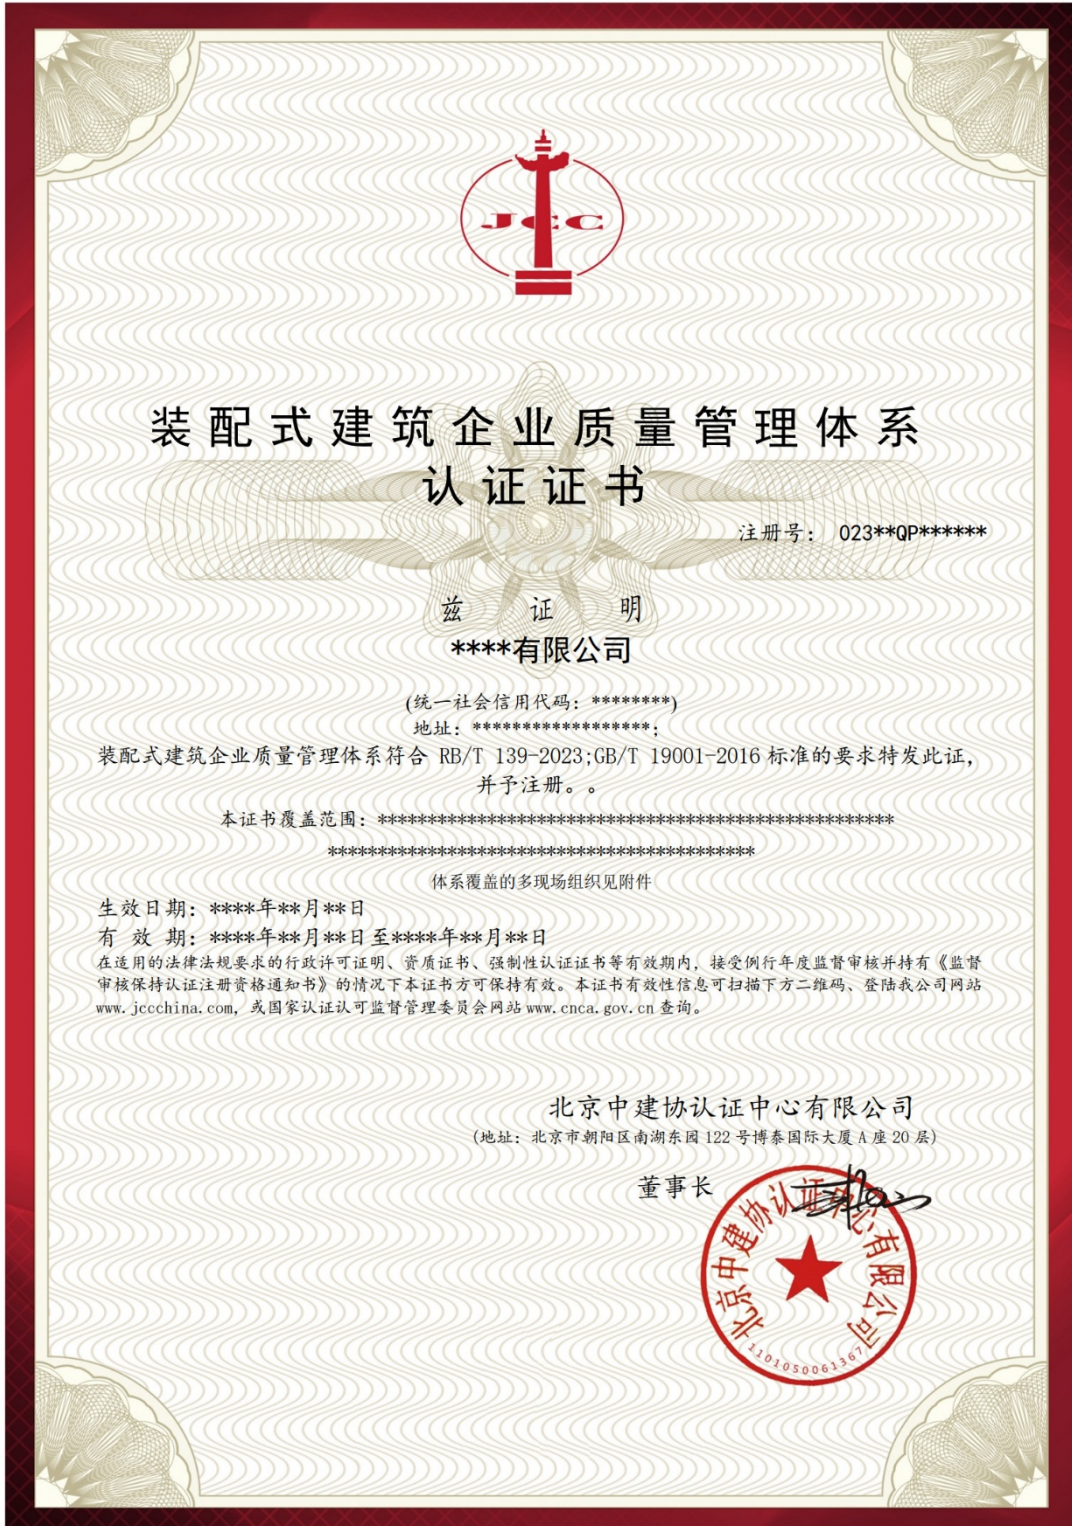 JCC
装配式建筑企业质量管理体系
认证证书
注册号： 023**QP******
兹 证 明
****有限公司
(统一社会信用代码：********)
地址：******************;
装配式建筑企业质量管理体系符合 RB/T 139-2023;GB/T 19001-2016 标准的要求特发此证，
并予注册。。
本证书覆盖范围：****************************************************
*******************************************
体系覆盖的多现场组织见附件
生效日期：****年**月**日
有 效 期：****年**月**日至****年**月**日
在适用的法律法规要求的行政许可证明、资质证书、强制性认证证书等有效期内，接受例行年度监督审核并持有《监督
审核保持认证注册资格通知书》的情况下本证书方可保持有效。本证书有效性信息可扫描下方二维码、登陆我公司网站
www.jccchina.com，或国家认证认可监督管理委员会网站 www.cnca.gov.cn 查询。
北京中建协认证中心有限公司
(地址：北京市朝阳区南湖东园 122 号博泰国际大厦 A 座 20 层)
董事长
北京中建协认证中心有限公司
1101050061367